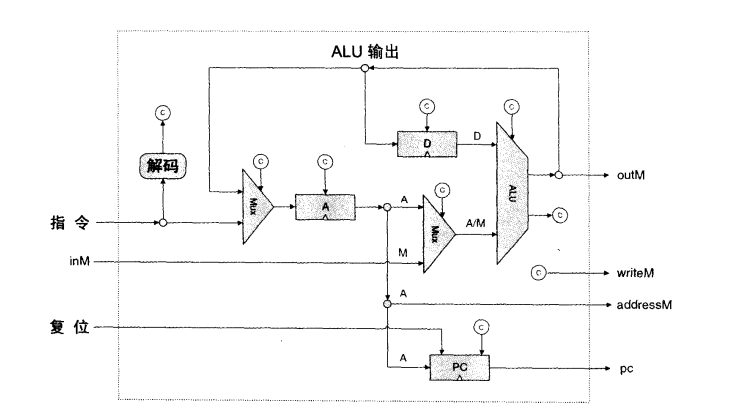 ALU 输出
C
C
C
C
C
D
D
解码
C
outM
Mux
A
A
Mux
ALU
A/M
C
指 令
inM
M
C
writeM
A
addressM
复 位
C
A
PC
pc